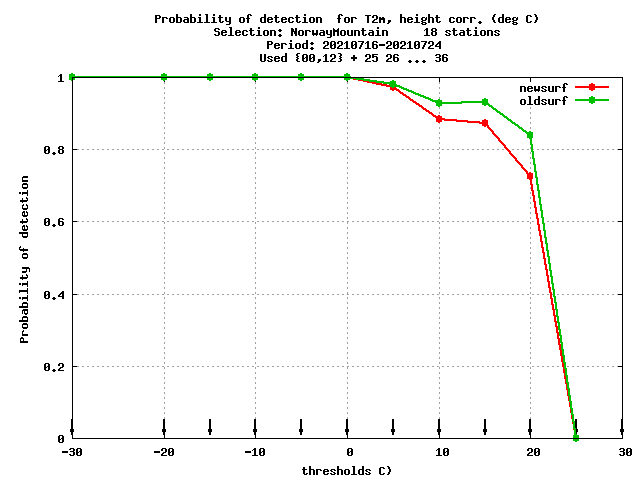 Probability of detection  for T2m, height corr. (deg C)
Selection: NorwayMountain     18 stations
Period: 20210716-20210724
Used {00,12} + 25 26 ... 36
newsurf
oldsurf
1
0.8
0.6
0.4
0.2
0
Probability of detection
-30
-20
-10
0
10
20
30
thresholds C)